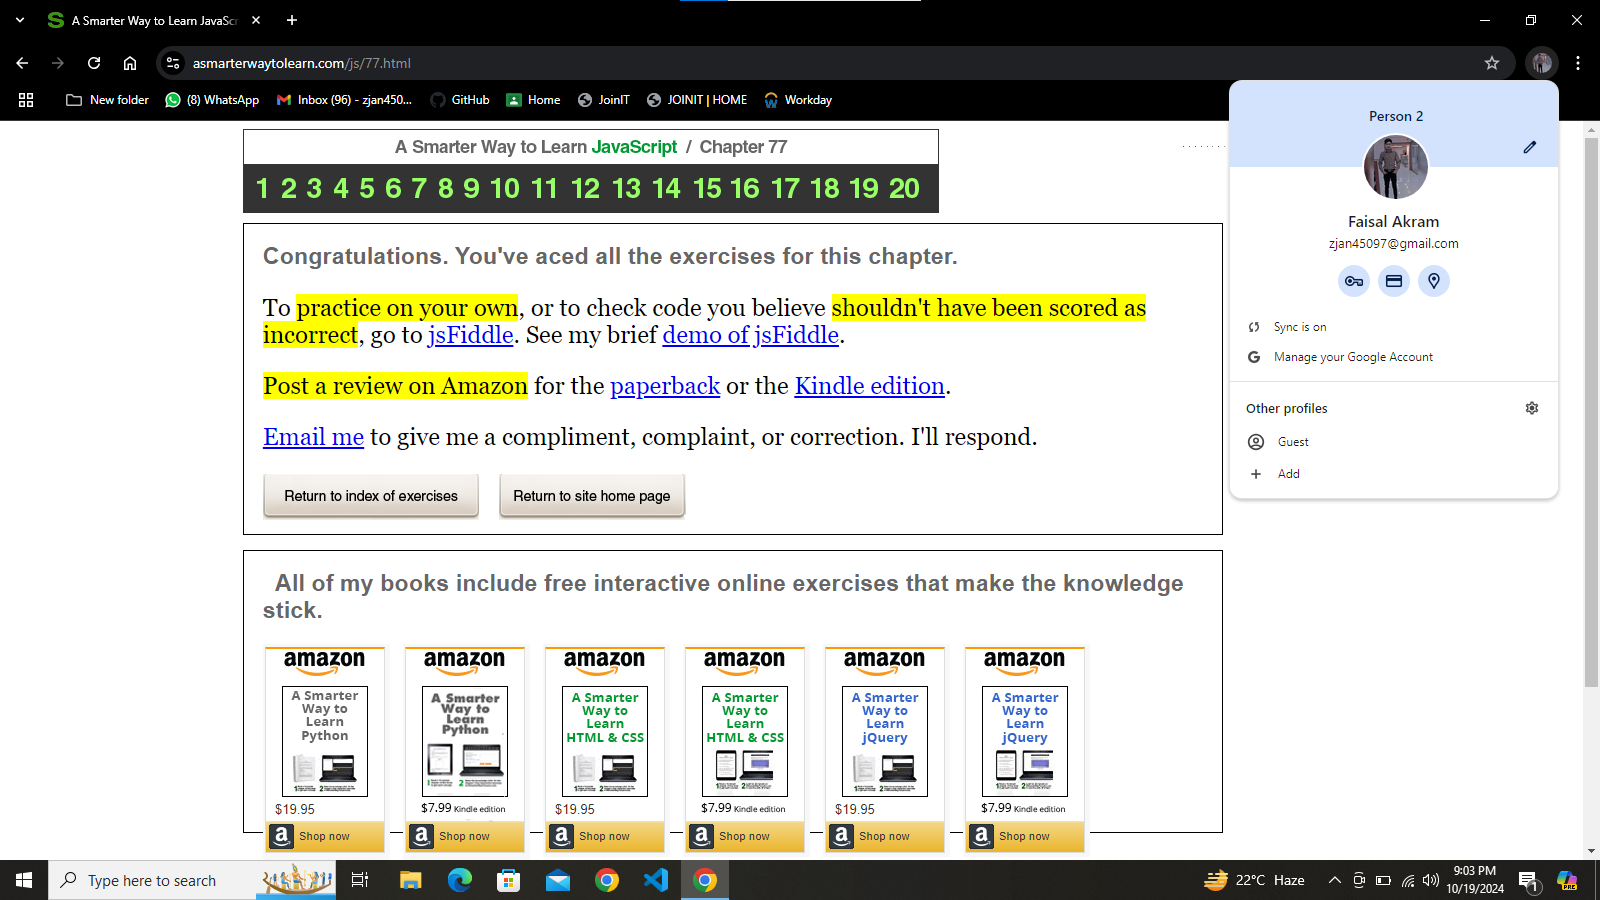 A Smarter Way to Learn JavaSc
asmarterwaytolearn.com/js/77.html
New folder
(8) WhatsApp
Inbox (96) - zjan450...
GitHub
Home
JoinIT
JOINIT | HOME
Workday
A Smarter Way to Learn JavaScript / Chapter 77
1 2 3 4 5 6 7 8 9 10 11 12 13 14 15 16 17 18 19 20
Congratulations. You've aced all the exercises for this chapter.
To practice on your own, or to check code you believe shouldn't have been scored as
incorrect, go to jsFiddle. See my brief demo of jsFiddle.
Post a review on Amazon for the paperback or the Kindle edition.
Email me to give me a compliment, complaint, or correction. I'll respond.
Return to index of exercises
Return to site home page
All of my books include free interactive online exercises that make the knowledge
stick.
amazon
A Smarter
Way to
Learn
Python
$19.95
Shop now
amazon
A Smarter
Way to
Learn
Python
$7.99 Kindle edition
Shop now
amazon
A Smarter
Way to
Learn
HTML & CSS
$19.95
Shop now
amazon
A Smarter
Way to
Learn
HTML & CSS
$7.99 Kindle edition
Shop now
amazon
A Smarter
Way to
Learn
jQuery
$19.95
Shop now
amazon
A Smarter
Way to
Learn
jQuery
$7.99 Kindle edition
Shop now
Person 2
Faisal Akram
zjan45097@gmail.com
Sync is on
Manage your Google Account
Other profiles
Guest
Add
Type here to search
22°C Haze
9:03 PM
10/19/2024
1
PRE